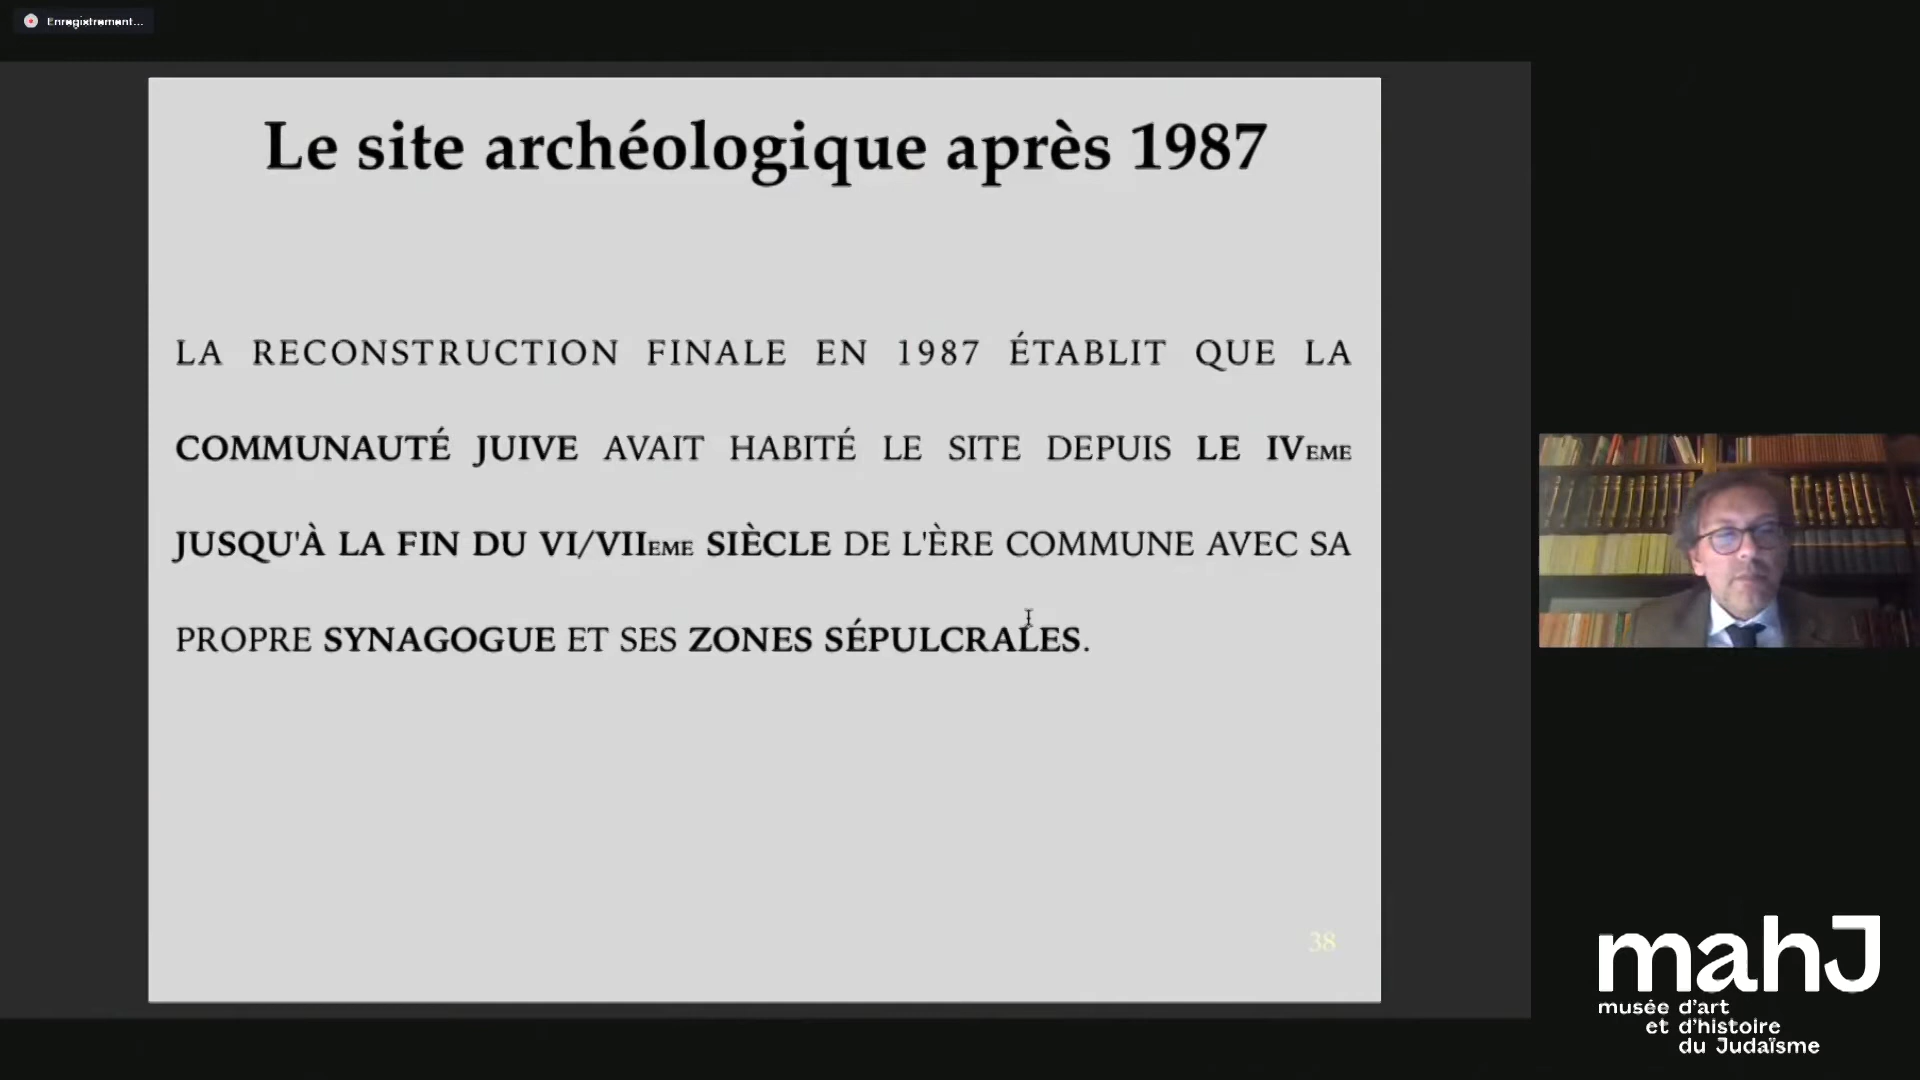 Enregistrement...
Le site archéologique après 1987
LA RECONSTRUCTION FINALE EN 1987 ÉTABLIT QUE LA
COMMUNAUTÉ JUIVE AVAIT HABITÉ LE SITE DEPUIS LE IVEME
JUSQU'À LA FIN DU VI/VIIEME SIÈCLE DE L'ÈRE COMMUNE AVEC SA
PROPRE SYNAGOGUE ET SES ZONES SÉPULCRALES.
38
mahJ
musée d'art
et d'histoire
du Judaïsme